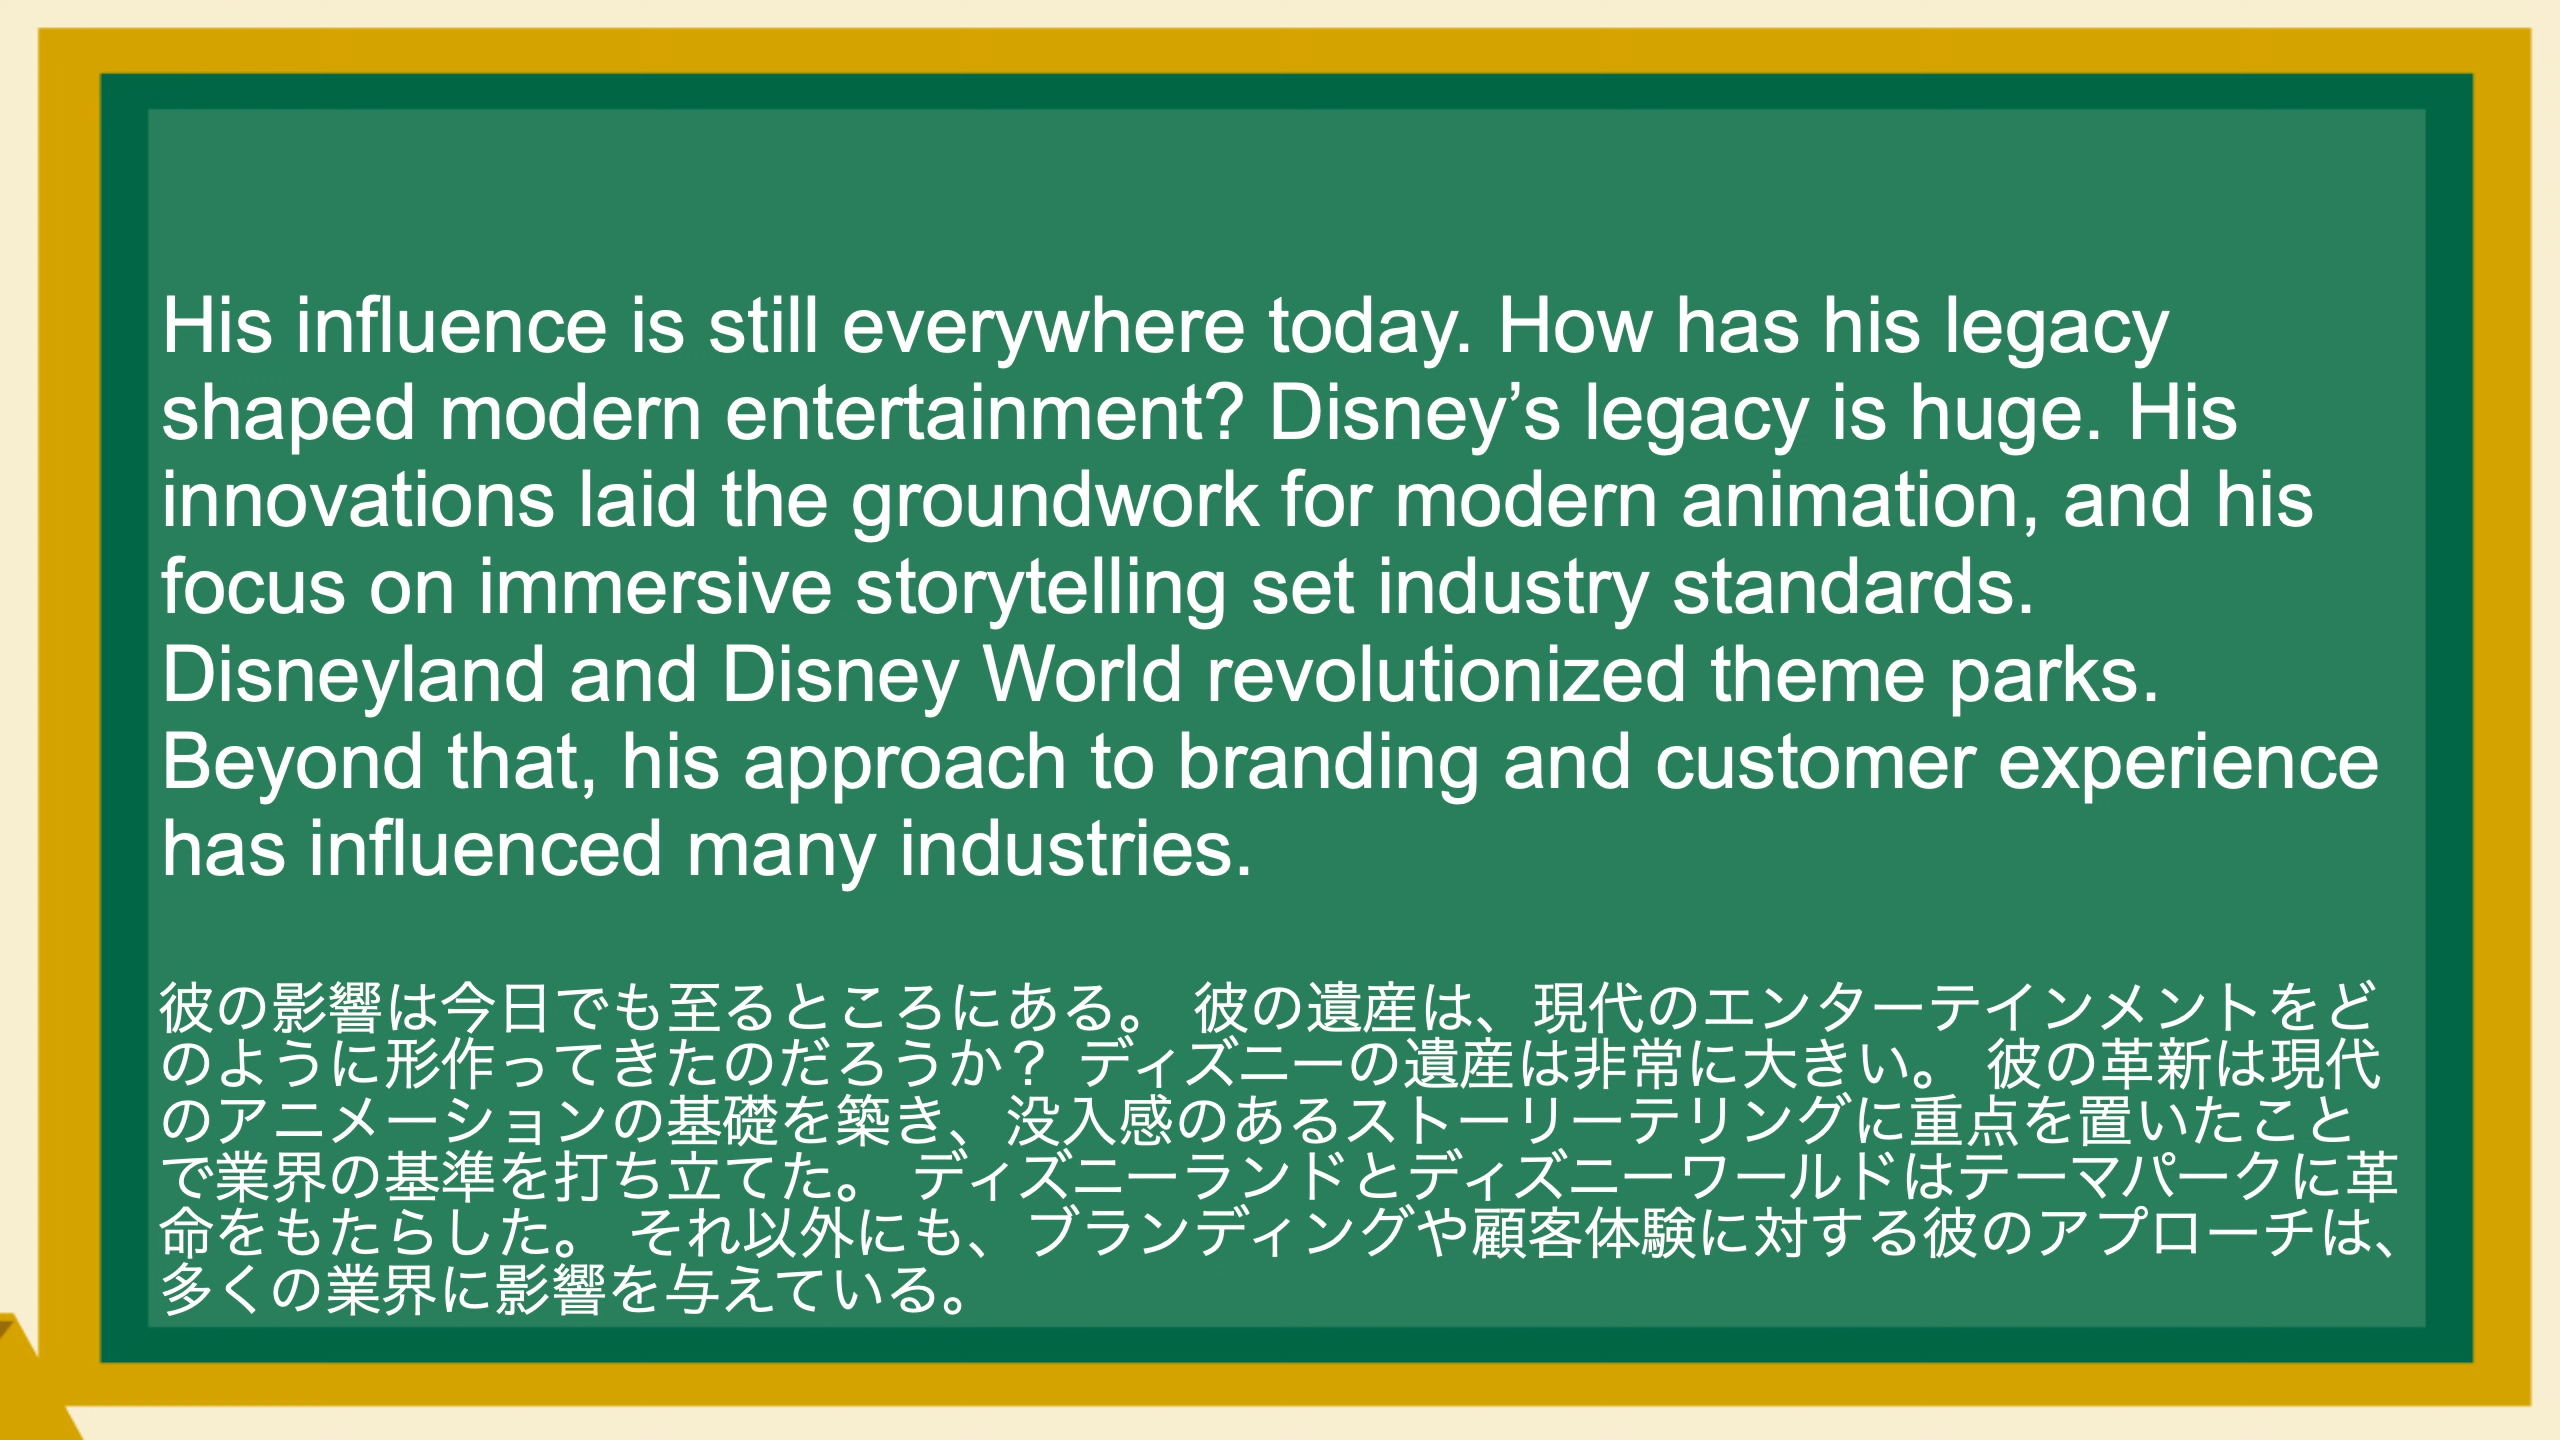 His influence is still everywhere today. How has his legacy
shaped modern entertainment? Disney’s legacy is huge. His
innovations laid the groundwork for modern animation, and his
focus on immersive storytelling set industry standards.
Disneyland and Disney World revolutionized theme parks.
Beyond that, his approach to branding and customer experience
has influenced many industries.
彼の影響は今日でも至るところにある。 彼の遺産は、現代のエンターテインメントをど
のように形作ってきたのだろうか？ ディズニーの遺産は非常に大きい。 彼の革新は現代
のアニメーションの基礎を築き、没入感のあるストーリーテリングに重点を置いたこと
で業界の基準を打ち立てた。 ディズニーランドとディズニーワールドはテーマパークに革
命をもたらした。 それ以外にも、ブランディングや顧客体験に対する彼のアプローチは、
多くの業界に影響を与えている。